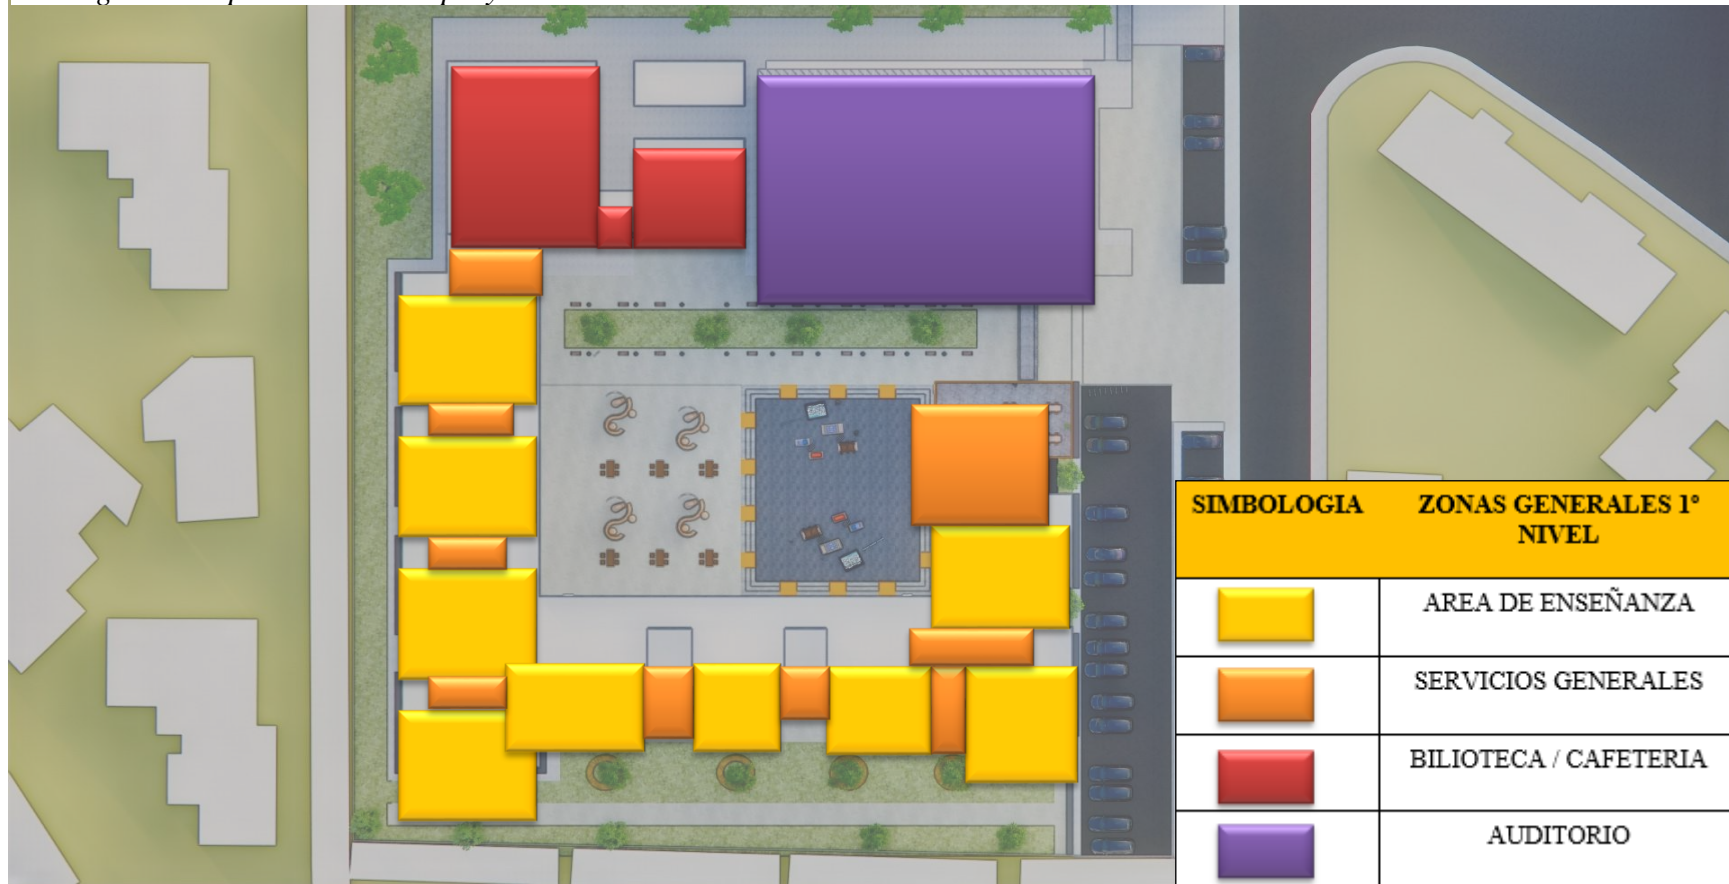 SIMBOLOGIA
ZONAS GENERALES 1°
NIVEL
AREA DE ENSEÑANZA
SERVICIOS GENERALES
BILIOTECA / CAFETERIA
AUDITORIO